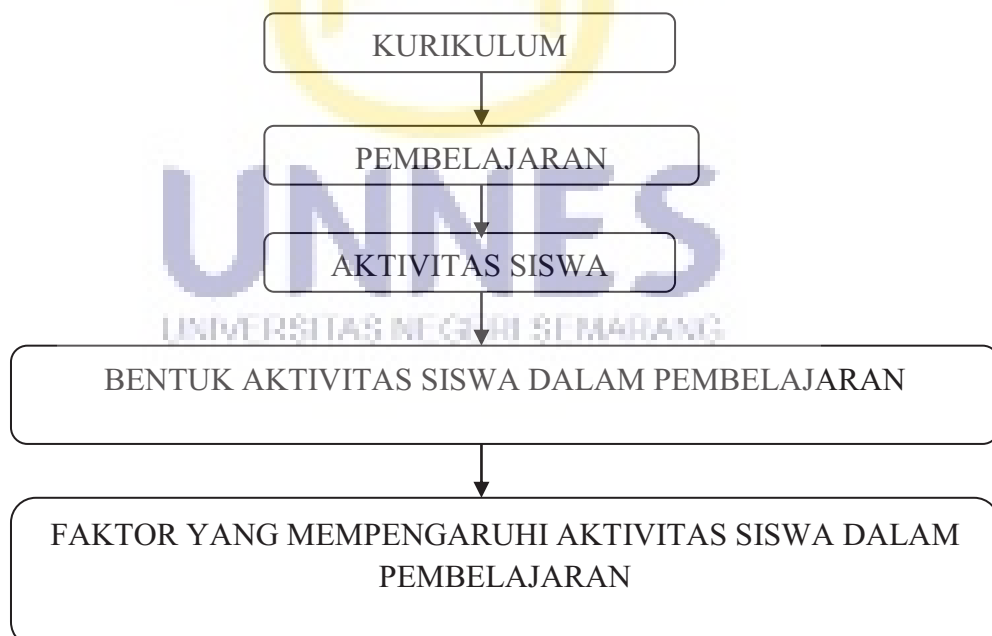 KURIKULUM
PEMBELAJARAN
UNNES
AKTIVITAS SISWA
UNIVERSITAS NEGERI SEMARANG
BENTUK AKTIVITAS SISWA DALAM PEMBELAJARAN
FAKTOR YANG MEMPENGARUHI AKTIVITAS SISWA DALAM
PEMBELAJARAN